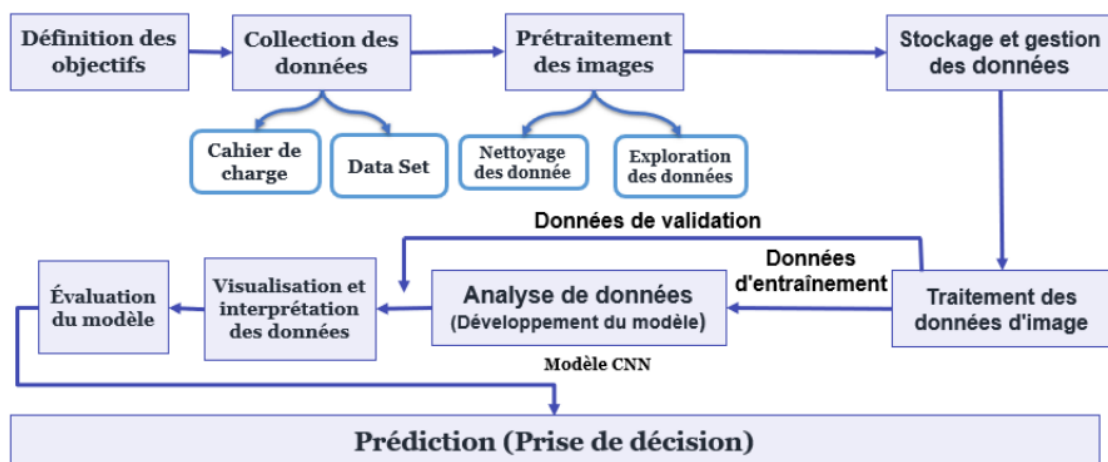 Définition des
objectifs
Collection des
données
Prétraitement
des images
Stockage et gestion
des données
Cahier de
charge
Data Set
Nettoyage
des donnée
Exploration
des données
Données de validation
Données
d'entraînement
Évaluation
du modèle
Visualisation et
interprétation
des données
Analyse de données
(Développement du modèle)
Traitement des
données d'image
Modèle CNN
Prédiction (Prise de décision)